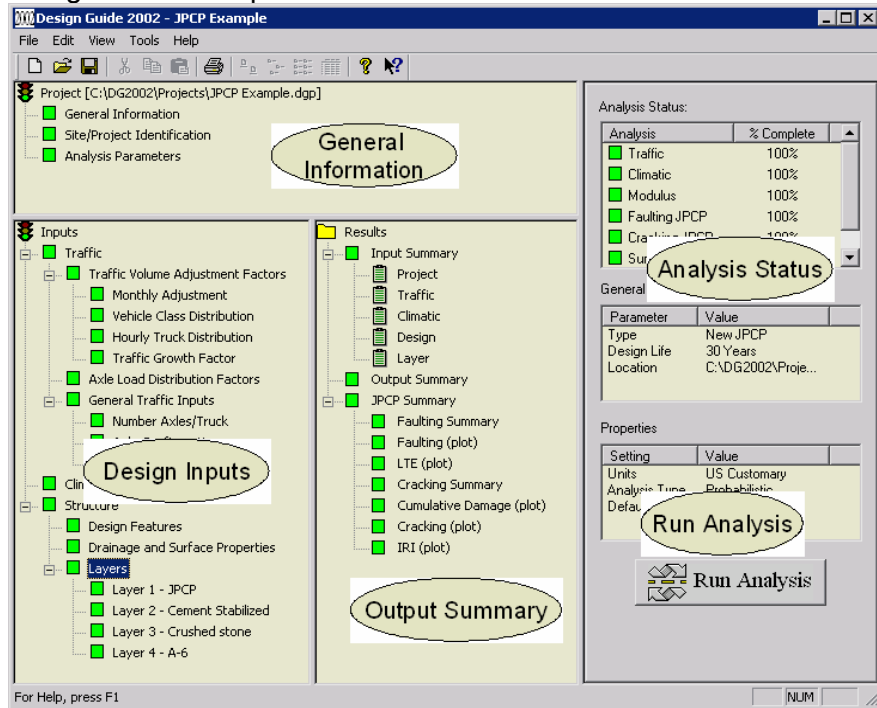 Design Guide 2002 - JPCP Example
File Edit View Tools Help
Project [C:\DG2002\Projects\JPCP Example.dgp]
General Information
Site/Project Identification
Analysis Parameters
General
Information
Inputs
Traffic
Traffic Volume Adjustment Factors
Monthly Adjustment
Vehicle Class Distribution
Hourly Truck Distribution
Traffic Growth Factor
Axle Load Distribution Factors
General Traffic Inputs
Number Axles/Truck
Design Inputs
Structure
Design Features
Drainage and Surface Properties
Layers
Layer 1 - JPCP
Layer 2 - Cement Stabilized
Layer 3 - Crushed stone
Layer 4 - A-6
Results
Input Summary
Project
Traffic
Climatic
Design
Layer
Output Summary
JPCP Summary
Faulting Summary
Faulting (plot)
LTE (plot)
Cracking Summary
Cumulative Damage (plot)
Cracking (plot)
IRI (plot)
Output Summary
Analysis Status:
Analysis % Complete
Traffic 100%
Climatic 100%
Modulus 100%
Faulting JPCP 100%
Cracking JPCP 100%
Analysis Status
General
Parameter Value
Type New JPCP
Design Life 30 Years
Location C:\DG2002\Proje...
Properties
Setting Value
Units US Customary
Analysis Type Probabilistic
Run Analysis
Run Analysis
For Help, press F1
NUM